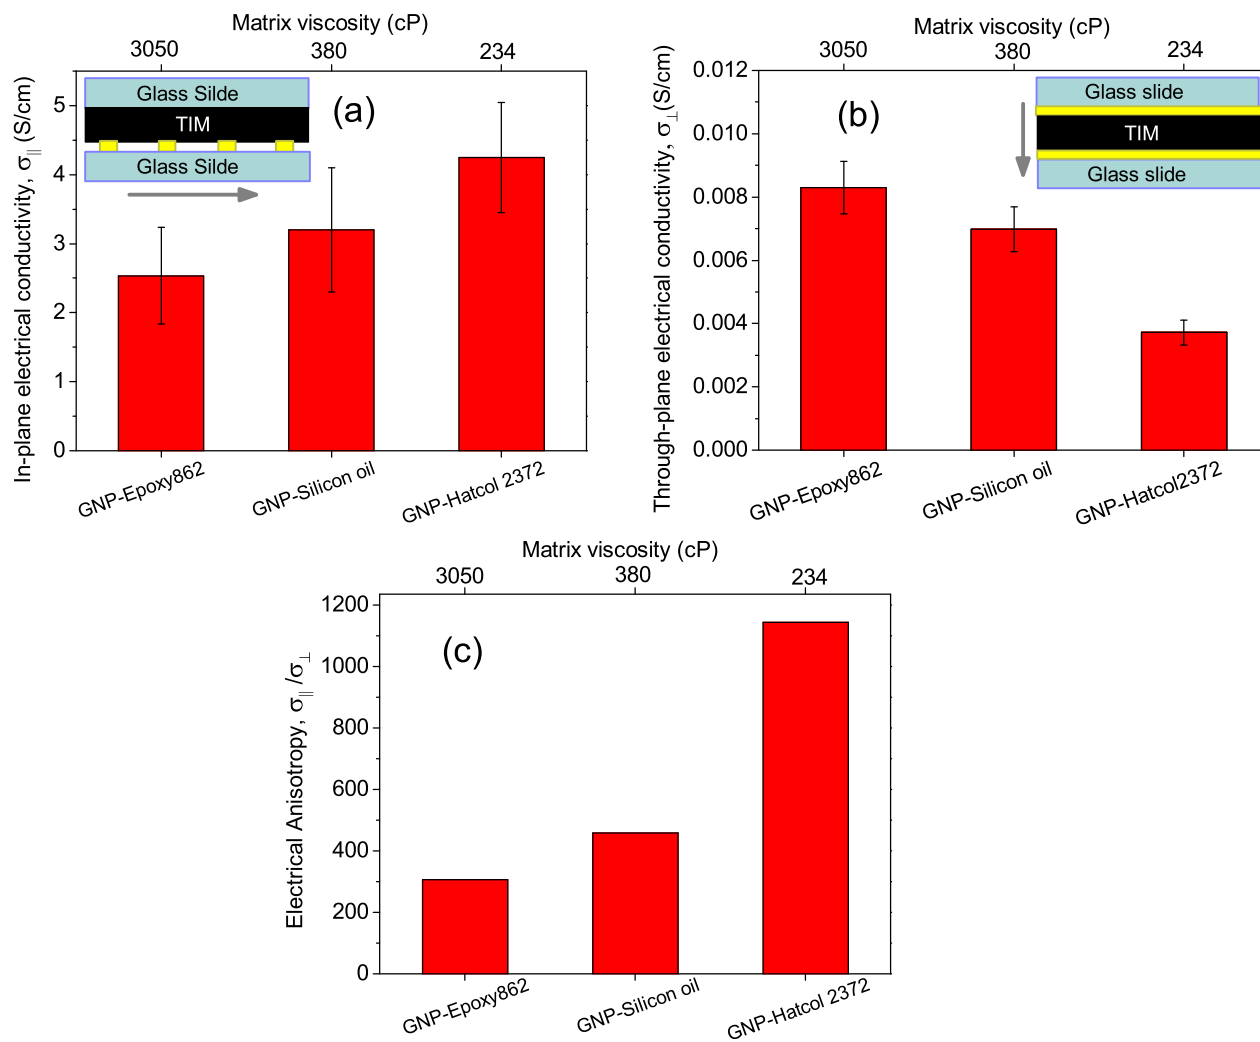 Matrix viscosity (cP)
3050 380 234
In-plane electrical conductivity, σ∥ (S/cm)
5
4
3
2
1
0
(a)
Glass Silde
TIM
Glass Silde
GNP-Epoxy862
GNP-Silicon oil
GNP-Hatcol 2372
Matrix viscosity (cP)
3050 380 234
Through-plane electrical conductivity, σ⊥(S/cm)
0.012
0.010
0.008
0.006
0.004
0.002
0.000
(b)
Glass slide
TIM
Glass slide
GNP-Epoxy862
GNP-Silicon oil
GNP-Hatcol2372
Matrix viscosity (cP)
3050 380 234
Electrical Anisotropy, σ∥/σ⊥
1200
1000
800
600
400
200
0
(c)
GNP-Epoxy862
GNP-Silicon oil
GNP-Hatcol 2372